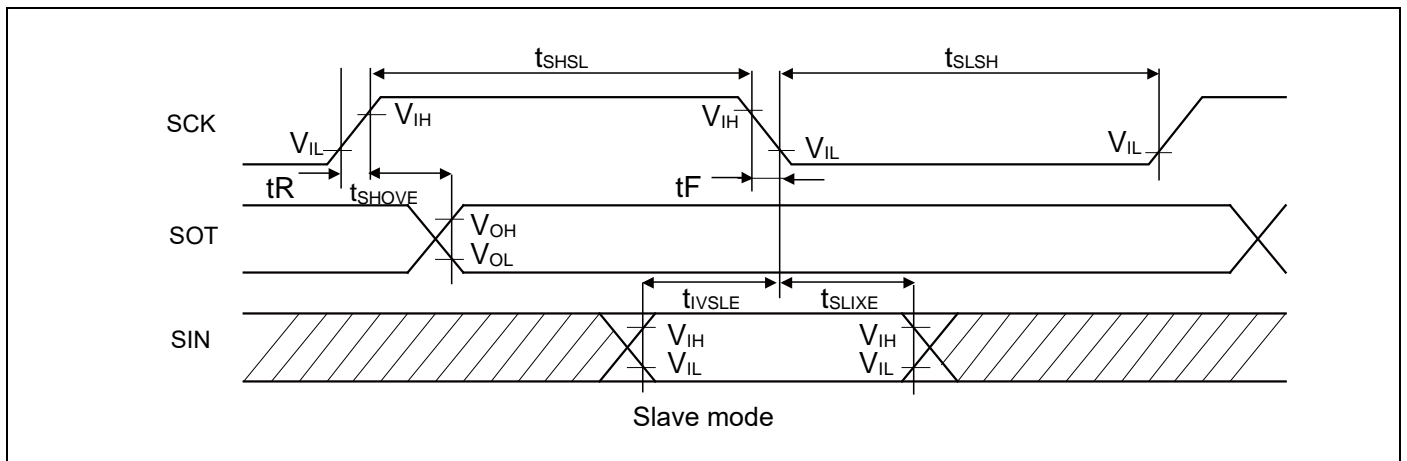 tSHSL tSLSH
SCK VIL VIH VIH VIL VIL
tR tSHOVE tF
SOT VOH
VOL
tIVSLE tSLIXE
SIN VIH VIH
VIL VIL
Slave mode